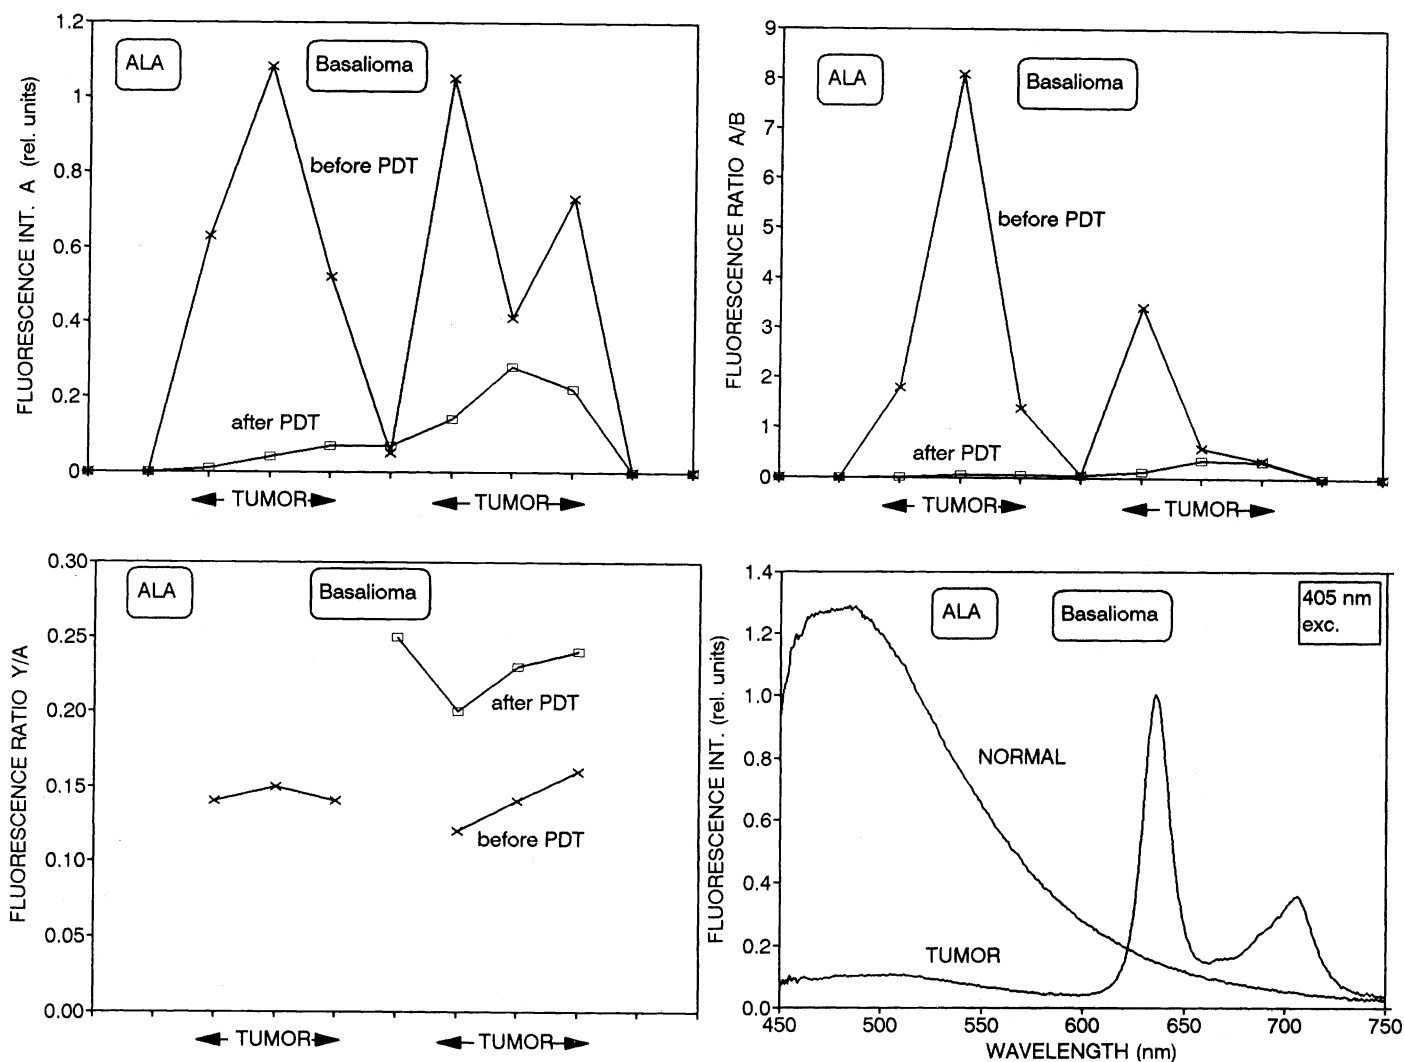 1.2
1
0.8
0.6
0.4
0.2
0
FLUORESCENCE INT. A (rel. units)
ALA
Basalioma
before PDT
after PDT
TUMOR
TUMOR
9
8
7
6
5
4
3
2
1
0
FLUORESCENCE RATIO A/B
ALA
Basalioma
before PDT
after PDT
TUMOR
TUMOR
0.30
0.25
0.20
0.15
0.10
0.05
0.00
FLUORESCENCE RATIO Y/A
ALA
Basalioma
after PDT
before PDT
TUMOR
TUMOR
1.4
1.2
1.0
0.8
0.6
0.4
0.2
0.0
FLUORESCENCE INT. (rel. units)
ALA
Basalioma
405 nm
exc.
NORMAL
TUMOR
450 500 550 600 650 700 750
WAVELENGTH (nm)